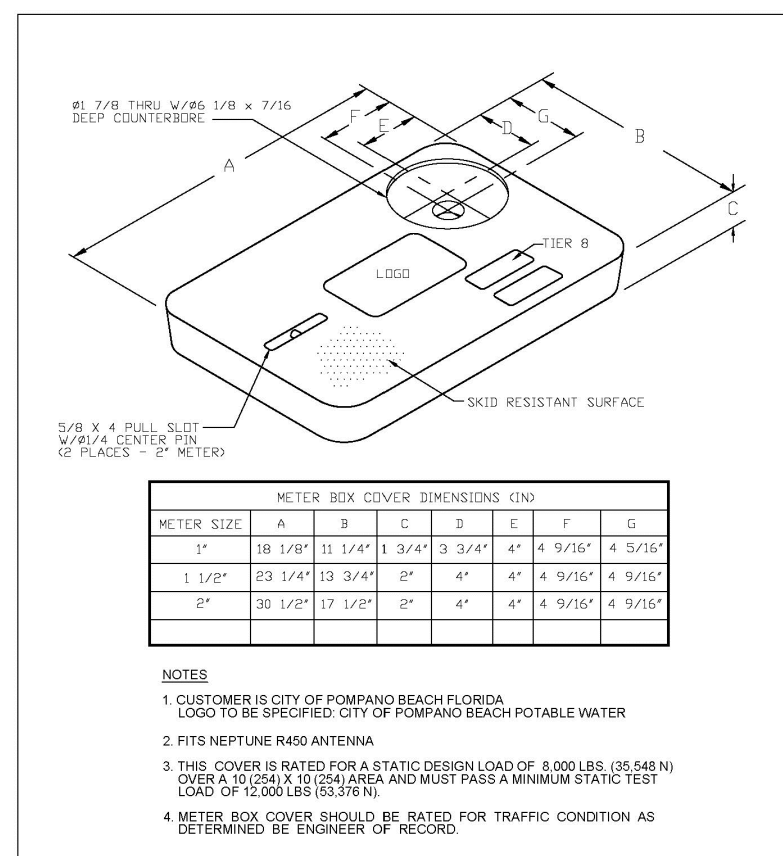 Ø1 7/8 THRU W/Ø6 1/8 x 7/16
DEEP COUNTERBORE
A
F
E
D
G
B
C
TIER 8
LOGO
SKID RESISTANT SURFACE
5/8 X 4 PULL SLOT
W/Ø1/4 CENTER PIN
(2 PLACES - 2" METER)
METER BOX COVER DIMENSIONS (IN)
METER SIZE A B C D E F G
1" 18 1/8" 11 1/4" 1 3/4" 3 3/4" 4" 4 9/16" 4 5/16"
1 1/2" 23 1/4" 13 3/4" 2" 4" 4" 4 9/16" 4 9/16"
2" 30 1/2" 17 1/2" 2" 4" 4" 4 9/16" 4 9/16"
NOTES
1. CUSTOMER IS CITY OF POMPANO BEACH FLORIDA
LOGO TO BE SPECIFIED: CITY OF POMPANO BEACH POTABLE WATER
2. FITS NEPTUNE R450 ANTENNA
3. THIS COVER IS RATED FOR A STATIC DESIGN LOAD OF 8,000 LBS. (35,548 N)
OVER A 10 (254) X 10 (254) AREA AND MUST PASS A MINIMUM STATIC TEST
LOAD OF 12,000 LBS (53,376 N).
4. METER BOX COVER SHOULD BE RATED FOR TRAFFIC CONDITION AS
DETERMINED BE ENGINEER OF RECORD.